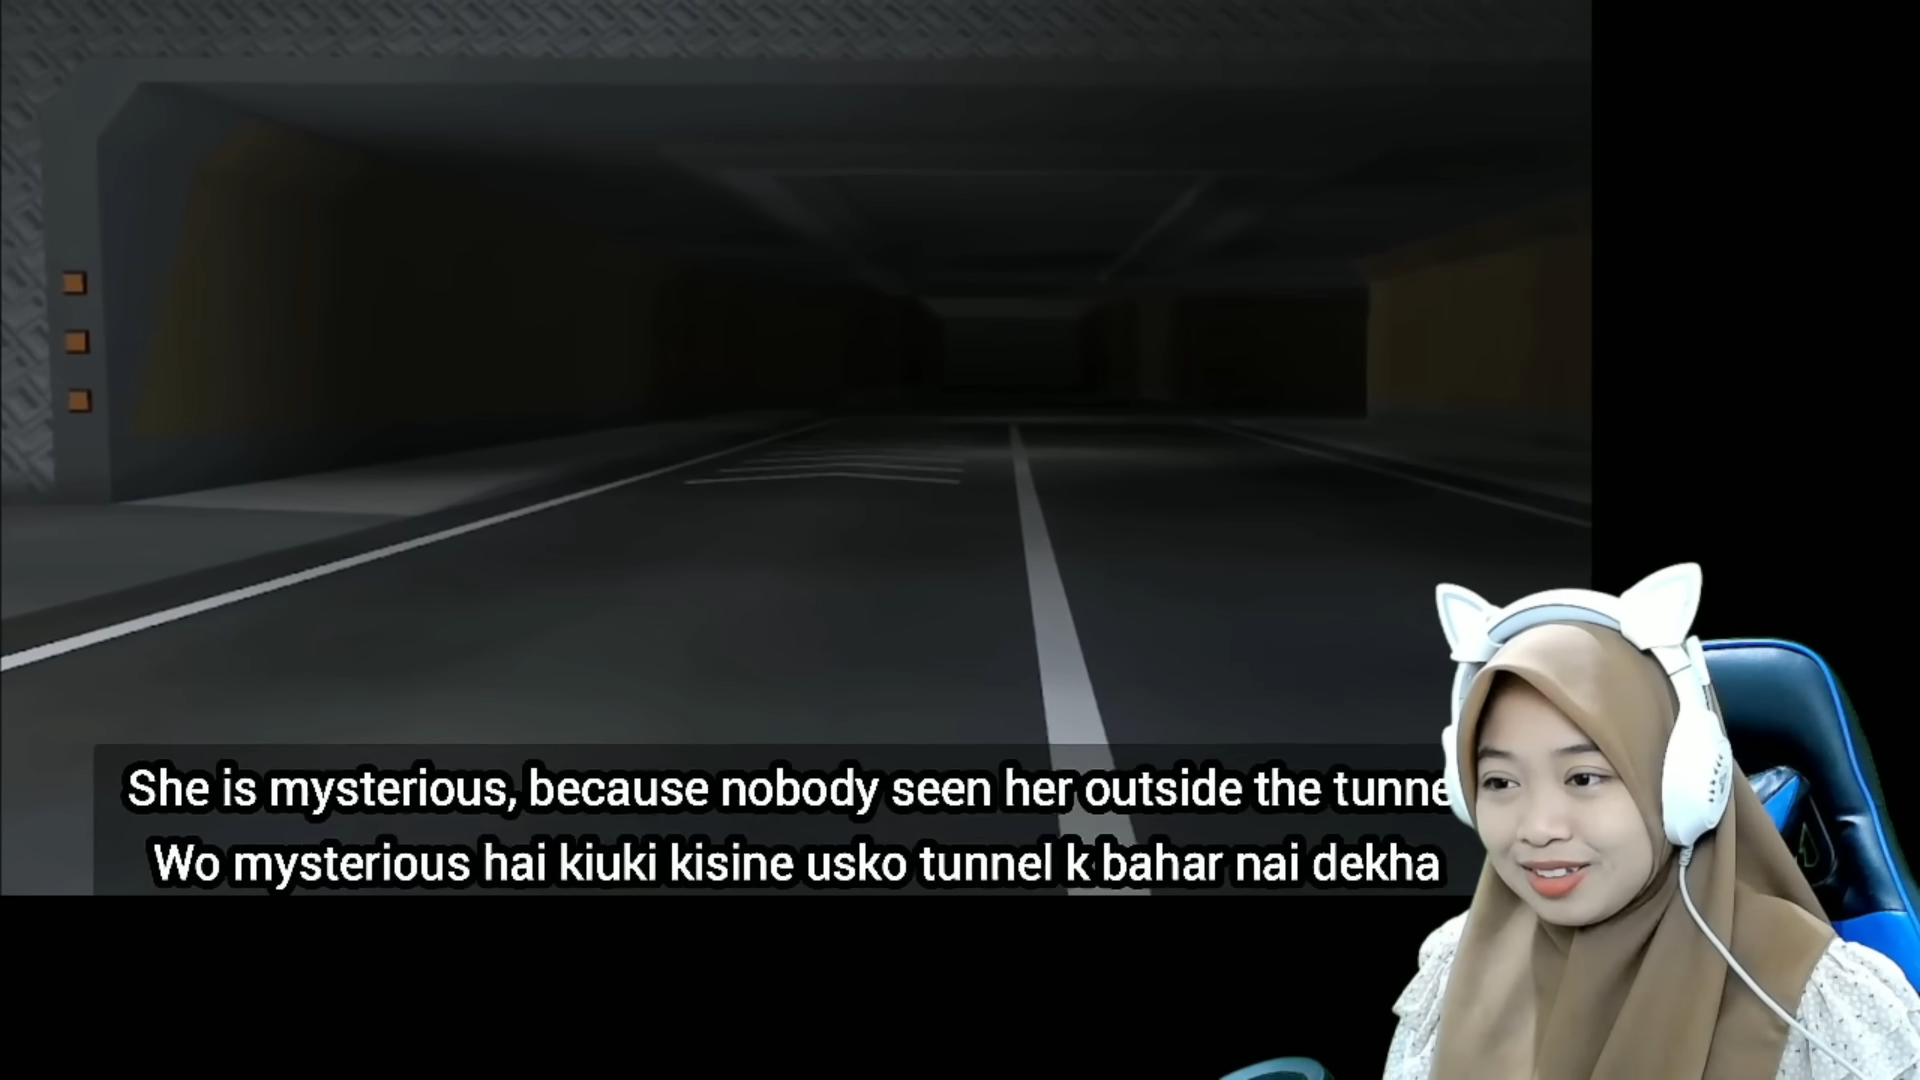 She is mysterious, because nobody seen her outside the tunne
Wo mysterious hai kiuki kisine usko tunnel k bahar nai dekha